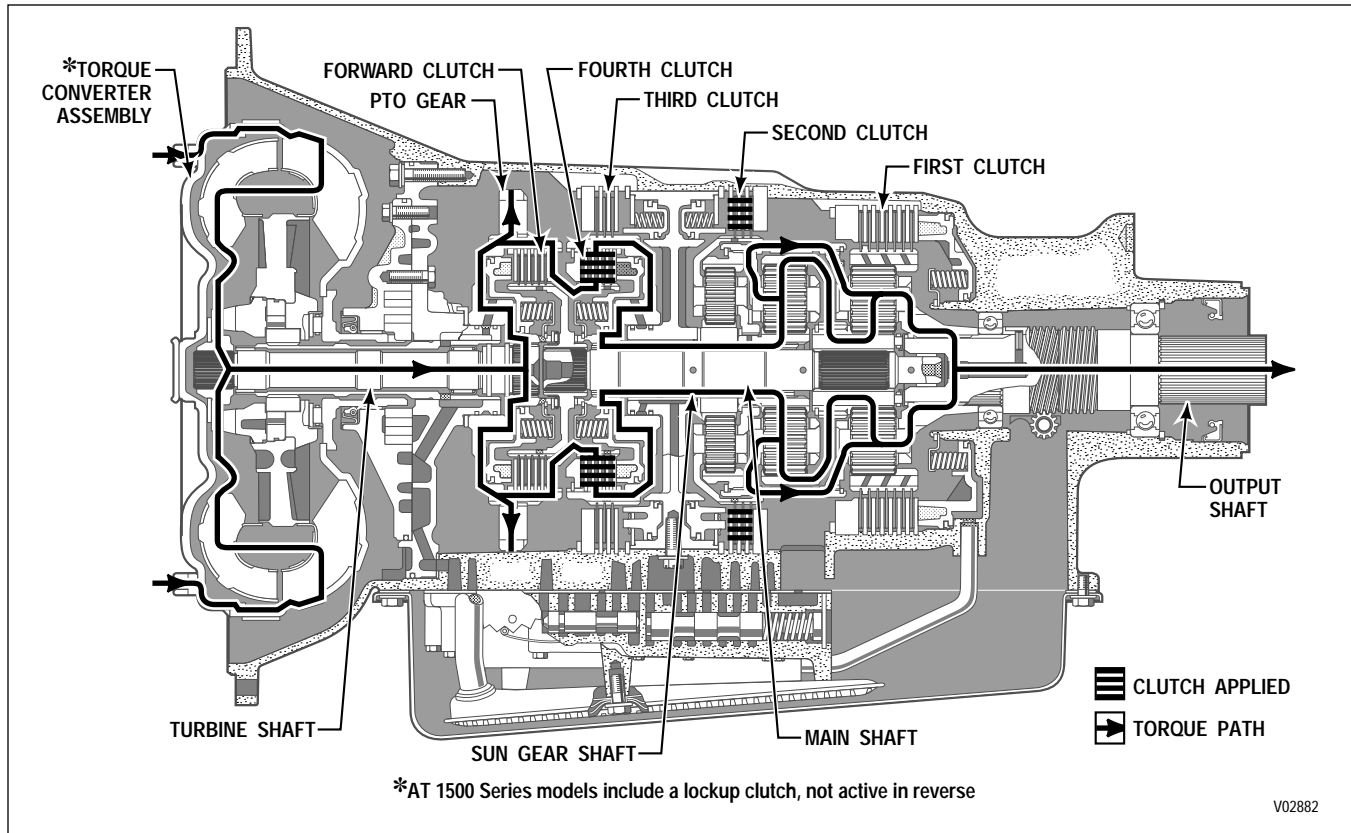 *TORQUE
CONVERTER
ASSEMBLY
FORWARD CLUTCH
PTO GEAR
FOURTH CLUTCH
THIRD CLUTCH
SECOND CLUTCH
FIRST CLUTCH
OUTPUT
SHAFT
TURBINE SHAFT
SUN GEAR SHAFT
MAIN SHAFT
CLUTCH APPLIED
TORQUE PATH
*AT 1500 Series models include a lockup clutch, not active in reverse
V02882